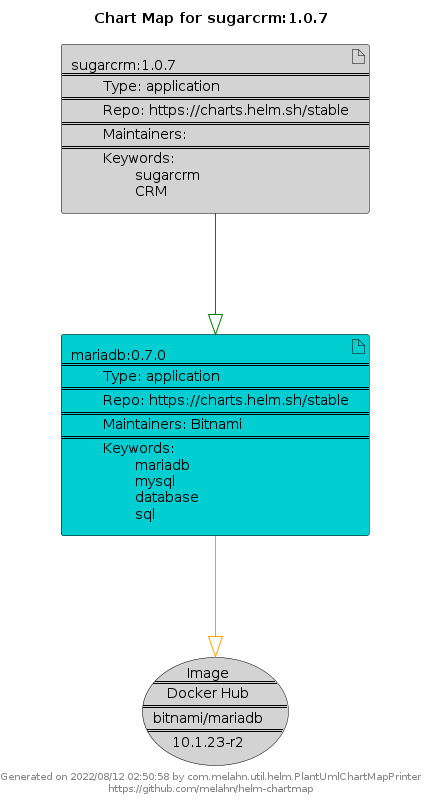 Chart Map for sugarcrm:1.0.7
sugarcrm:1.0.7
Type: application
Repo: https://charts.helm.sh/stable
Maintainers:
Keywords:
sugarcrm
CRM
mariadb:0.7.0
Type: application
Repo: https://charts.helm.sh/stable
Maintainers: Bitnami
Keywords:
mariadb
mysql
database
sql
Image
Docker Hub
bitnami/mariadb
10.1.23-r2
Generated on 2022/08/12 02:50:58 by com.melahn.util.helm.PlantUmlChartMapPrinter
https://github.com/melahn/helm-chartmap